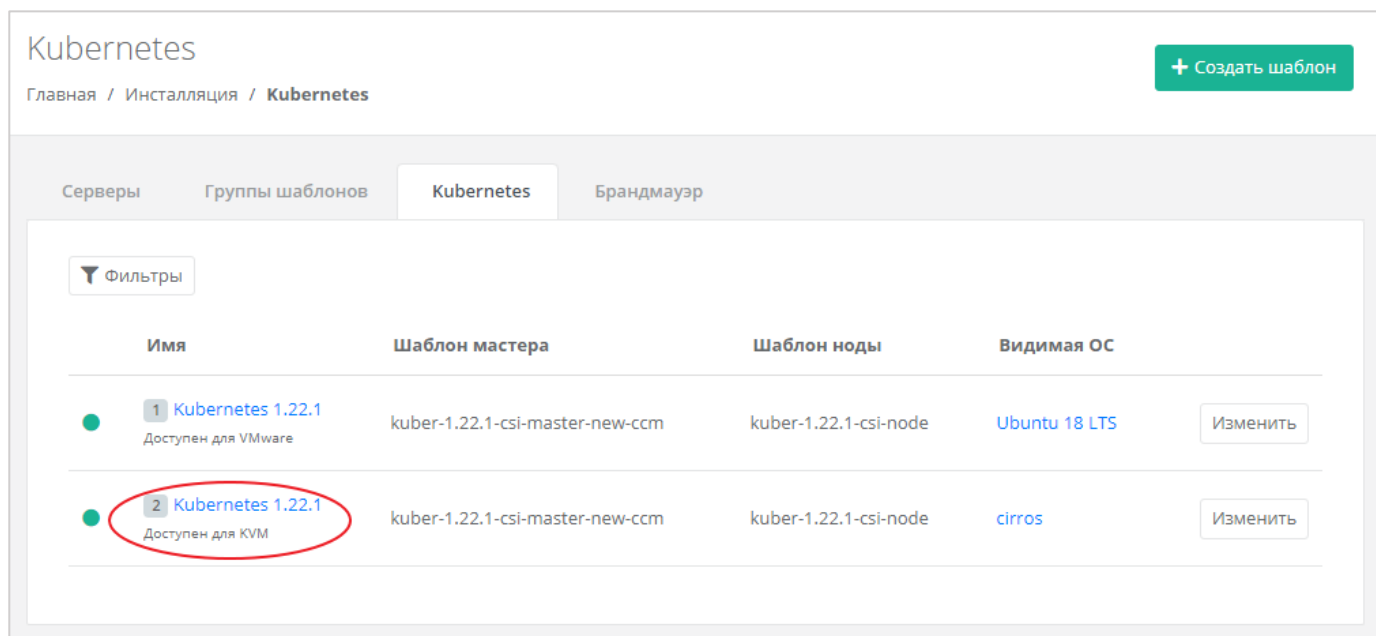 Kubernetes
+ Создать шаблон
Главная / Инсталляция / Kubernetes
Серверы Группы шаблонов Kubernetes Брандмауэр
Фильтры
Имя Шаблон мастера Шаблон ноды Видимая ОС
1 Kubernetes 1.22.1 kuber-1.22.1-csi-master-new-ccm kuber-1.22.1-csi-node Ubuntu 18 LTS Изменить
Доступен для VMware
2 Kubernetes 1.22.1 kuber-1.22.1-csi-master-new-ccm kuber-1.22.1-csi-node cirros Изменить
Доступен для KVM